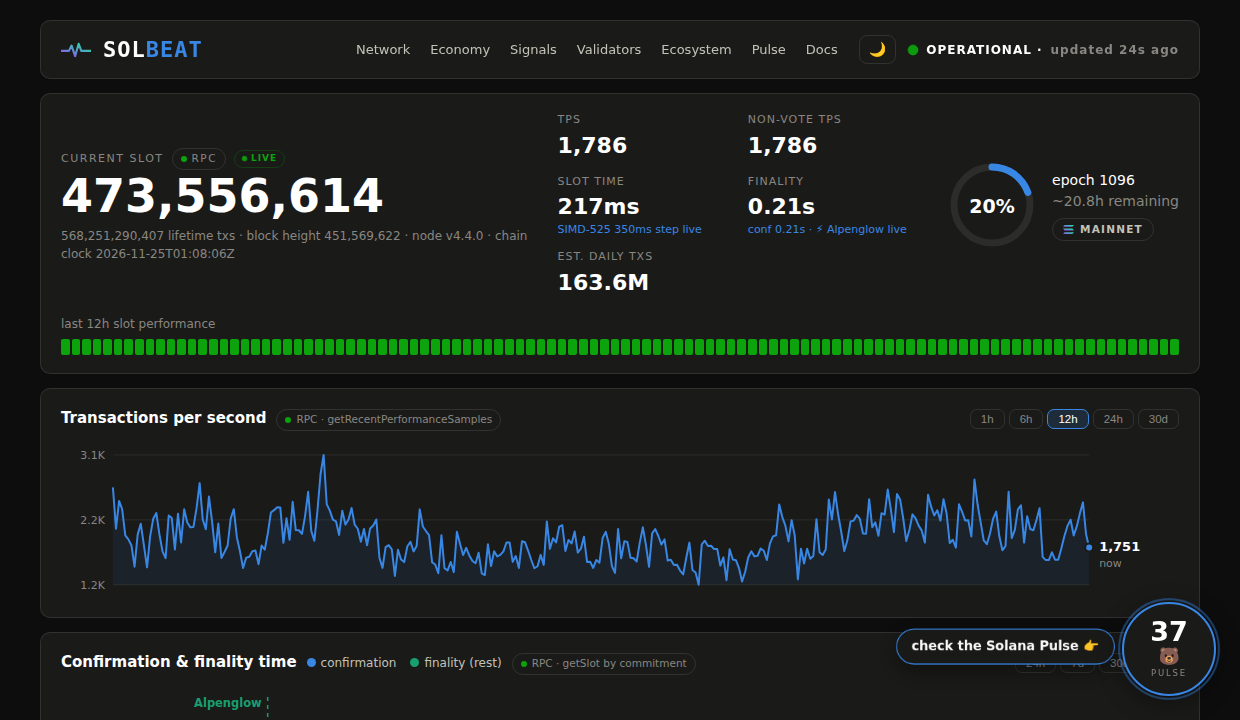 SOLBEAT
Network Economy Signals Validators Ecosystem Pulse Docs
OPERATIONAL · updated 24s ago
CURRENT SLOT RPC LIVE
473,556,614
568,251,290,407 lifetime txs · block height 451,569,622 · node v4.4.0 · chain
clock 2026-11-25T01:08:06Z
TPS
1,786
NON-VOTE TPS
1,786
SLOT TIME
217ms
SIMD-525 350ms step live
FINALITY
0.21s
conf 0.21s · ⚡ Alpenglow live
EST. DAILY TXS
163.6M
20%
epoch 1096
~20.8h remaining
MAINNET
last 12h slot performance
Transactions per second RPC · getRecentPerformanceSamples
1h 6h 12h 24h 30d
3.1K
2.2K
1.2K
1,751
now
Confirmation & finality time confirmation finality (rest) RPC · getSlot by commitment
24h 7d 30d
Alpenglow
check the Solana Pulse 👉
37
PULSE